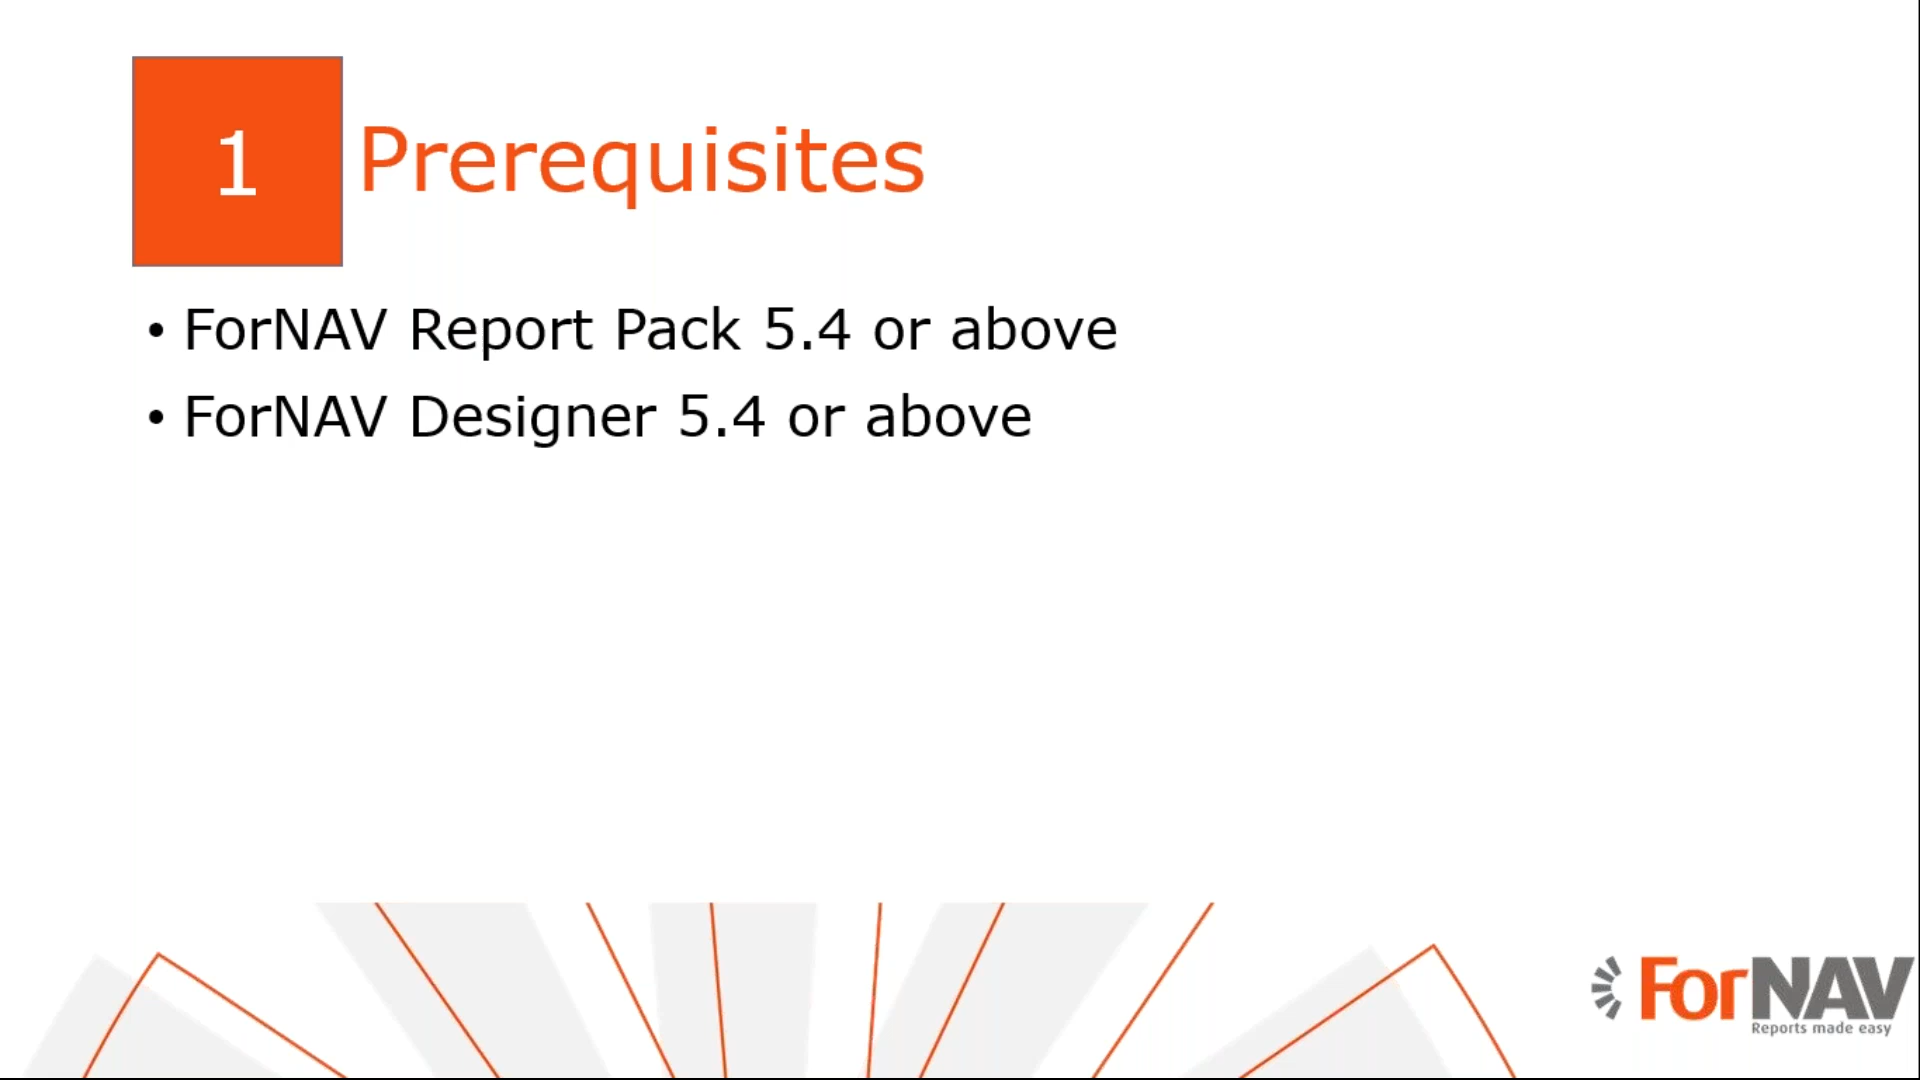 1
Prerequisites
• ForNAV Report Pack 5.4 or above
• ForNAV Designer 5.4 or above
ForNAV
Reports made easy